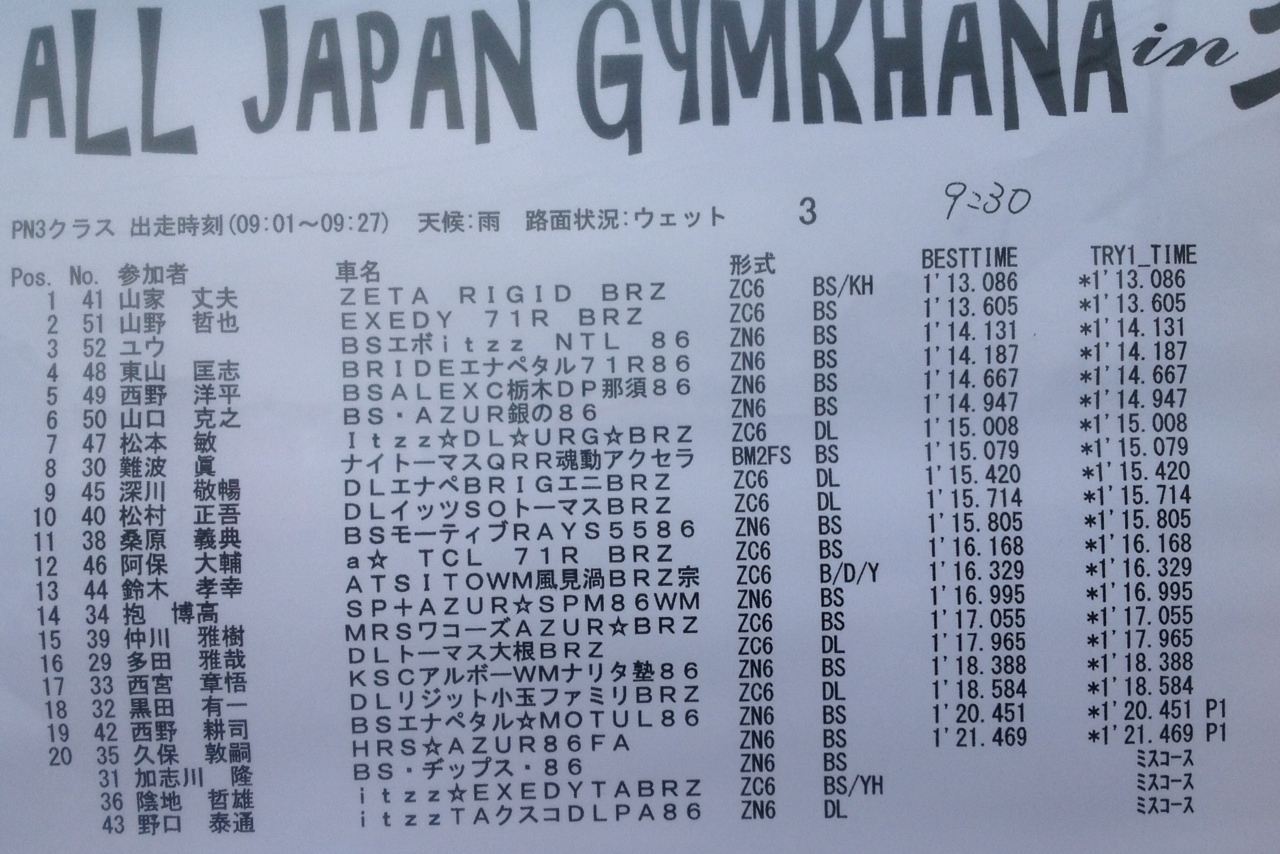 ALL JAPAN GYMKHANA in
PN3クラス 出走時刻(09:01～09:27) 天候:雨 路面状況:ウェット 3 9:30
Pos. No. 参加者 車名 形式 BESTTIME TRY1_TIME
1 41 山家 丈夫 ZETA RIGID BRZ ZC6 BS/KH 1'13.086 *1'13.086
2 51 山野 哲也 EXEDY 71R BRZ ZC6 BS 1'13.605 *1'13.605
3 52 ユウ BSエボitzz NTL 86 ZN6 BS 1'14.131 *1'14.131
4 48 東山 匡志 BRIDEエナペタル71R86 ZN6 BS 1'14.187 *1'14.187
5 49 西野 洋平 BSALEXC栃木DP那須86 ZN6 BS 1'14.667 *1'14.667
6 50 山口 克之 BS・AZUR銀の86 ZN6 BS 1'14.947 *1'14.947
7 47 松本 敏 Itzz☆DL☆URG☆BRZ ZC6 DL 1'15.008 *1'15.008
8 30 難波 眞 ナイトーマスQRR魂動アクセラ BM2FS BS 1'15.079 *1'15.079
9 45 深川 敬暢 DLエナペBRIGエニBRZ ZC6 DL 1'15.420 *1'15.420
10 40 松村 正吾 DLイッツSOトーマスBRZ ZC6 DL 1'15.714 *1'15.714
11 38 桑原 義典 BSモーティブRAYS5586 ZN6 BS 1'15.805 *1'15.805
12 46 阿保 大輔 a☆ TCL 71R BRZ ZC6 BS 1'16.168 *1'16.168
13 44 鈴木 孝幸 ATSITOWM風見渦BRZ宗 ZC6 B/D/Y 1'16.329 *1'16.329
14 34 抱 博高 SP+AZUR☆SPM86WM ZN6 BS 1'16.995 *1'16.995
15 39 仲川 雅樹 MRSワコーズAZUR☆BRZ ZC6 BS 1'17.055 *1'17.055
16 29 多田 雅哉 DLトーマス大根BRZ ZC6 DL 1'17.965 *1'17.965
17 33 西宮 章悟 KSCアルボーWMナリタ塾86 ZN6 BS 1'18.388 *1'18.388
18 32 黒田 有一 DLリジット小玉ファミリBRZ ZC6 DL 1'18.584 *1'18.584
19 42 西野 耕司 BSエナペタル☆MOTUL86 ZN6 BS 1'20.451 *1'20.451 P1
20 35 久保 敦嗣 HRS☆AZUR86FA ZN6 BS 1'21.469 *1'21.469 P1
31 加志川 隆 BS・ヂップス・86 ZN6 BS ﾐｽｺｰｽ
36 陰地 哲雄 itzz☆EXEDYTABRZ ZC6 BS/YH ﾐｽｺｰｽ
43 野口 泰通 itzzTAクスコDLPA86 ZN6 DL ﾐｽｺｰｽ